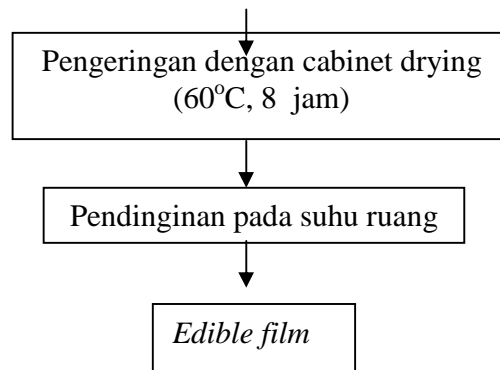 Pengeringan dengan cabinet drying
(60°C, 8 jam)
Pendinginan pada suhu ruang
Edible film